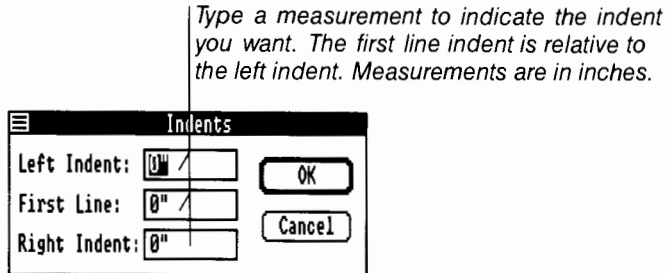 Type a measurement to indicate the indent
you want. The first line indent is relative to
the left indent. Measurements are in inches.
Indents
Left Indent: 0"
OK
First Line: 0"
Cancel
Right Indent: 0"